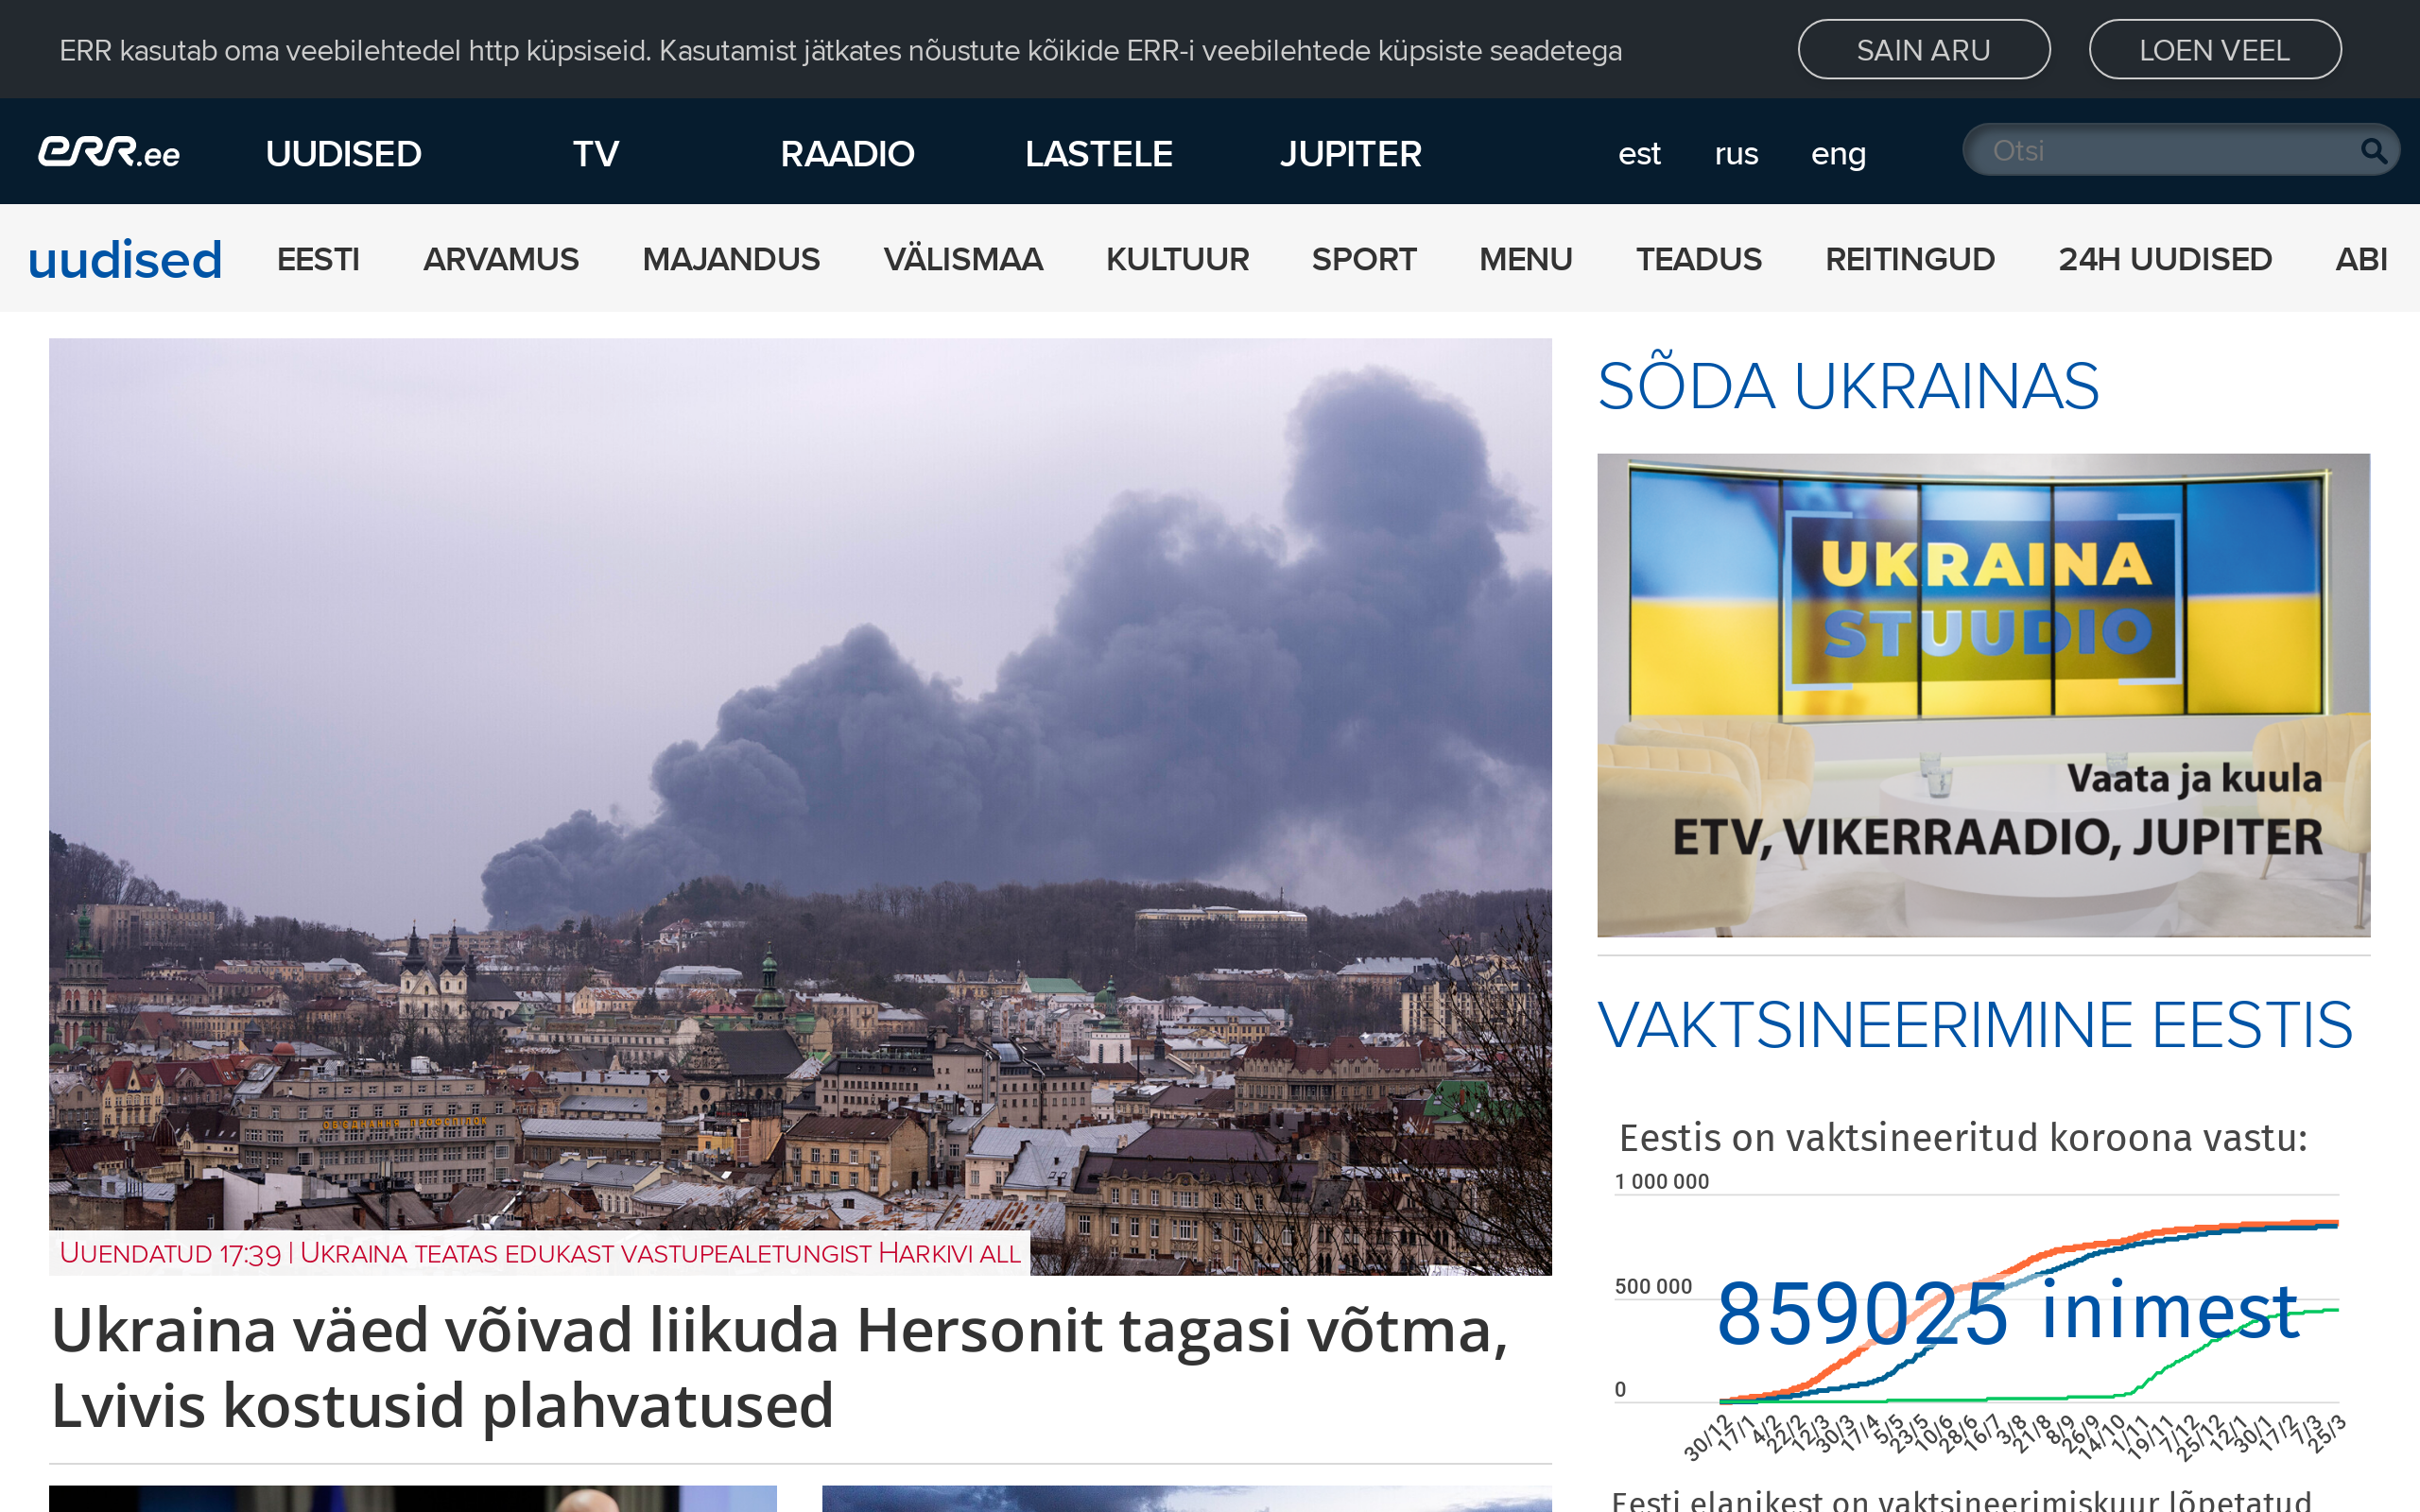 ERR kasutab oma veebilehtedel http küpsiseid. Kasutamist jätkates nõustute kõikide ERR-i veebilehtede küpsiste seadetega
SAIN ARU
LOEN VEEL
err.ee
UUDISED
TV
RAADIO
LASTELE
JUPITER
est
rus
eng
Otsi
uudised
EESTI
ARVAMUS
MAJANDUS
VÄLISMAA
KULTUUR
SPORT
MENU
TEADUS
REITINGUD
24H UUDISED
ABI
ОБ'ЄДНАННЯ ПРОФСПІЛОК
UUENDATUD 17:39 | UKRAINA TEATAS EDUKAST VASTUPEALETUNGIST HARKIVI ALL
Ukraina väed võivad liikuda Hersonit tagasi võtma,
Lvivis kostusid plahvatused
SÕDA UKRAINAS
UKRAINA
STUUDIO
Vaata ja kuula
ETV, VIKERRAADIO, JUPITER
VAKTSINEERIMINE EESTIS
Eestis on vaktsineeritud koroona vastu:
1 000 000
500 000
0
859025 inimest
30/12
17/1
4/2
22/2
12/3
30/3
17/4
5/5
23/5
10/6
28/6
16/7
3/8
21/8
8/9
26/9
14/10
1/11
19/11
7/12
25/12
12/1
30/1
17/2
7/3
25/3
Eesti elanikest on vaktsineerimiskuur lõpetatud